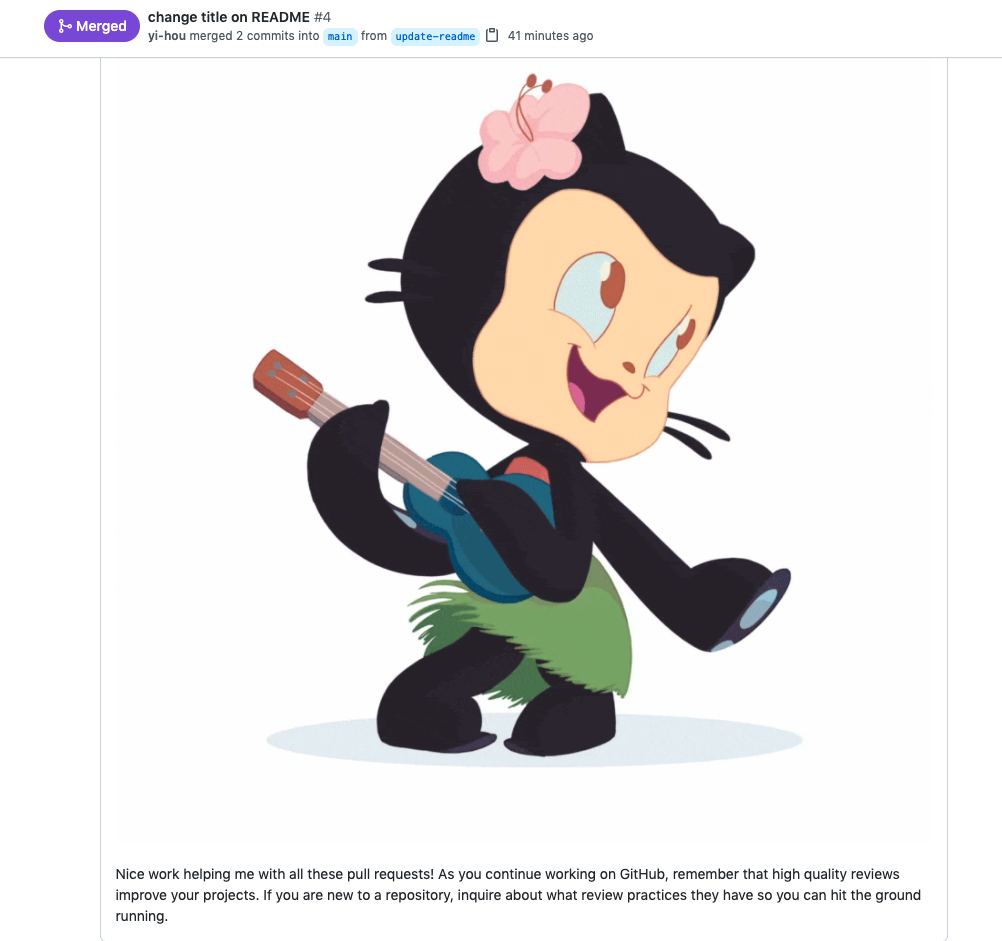 Merged
change title on README #4
yi-hou merged 2 commits into main from update-readme 41 minutes ago
Nice work helping me with all these pull requests! As you continue working on GitHub, remember that high quality reviews
improve your projects. If you are new to a repository, inquire about what review practices they have so you can hit the ground
running.